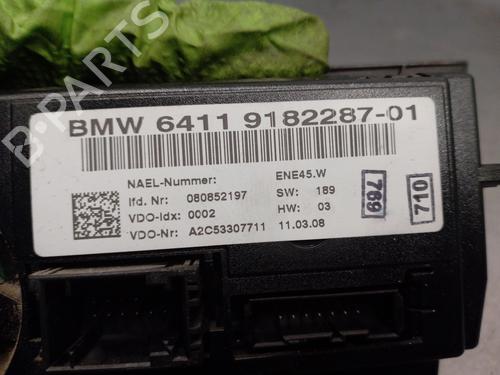 BMW 6411 9182287-01
NAEL-Nummer: ENE45.W
lfd. Nr: 080852197 SW: 189
VDO-Idx: 0002 HW: 03
VDO-Nr: A2C53307711 11.03.08
769
710
B-PARTS